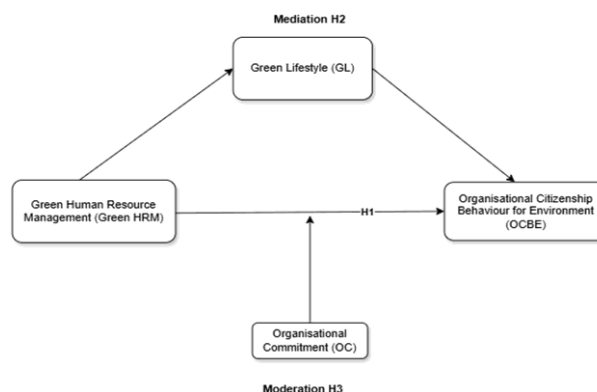 Mediation H2
Green Lifestyle (GL)
Green Human Resource
Management (Green HRM)
H1
Organisational Citizenship
Behaviour for Environment
(OCBE)
Organisational
Commitment (OC)
Moderation H3